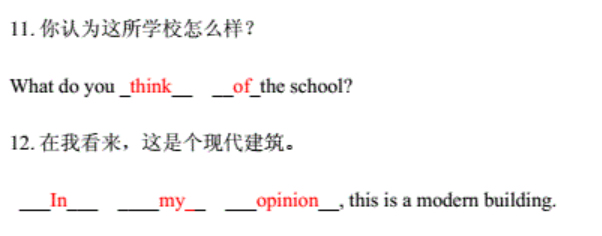 11. 你认为这所学校怎么样？
What do you _think__ __of_the school?
12. 在我看来，这是个现代建筑。
___In___ ____my__ ___opinion__, this is a modern building.